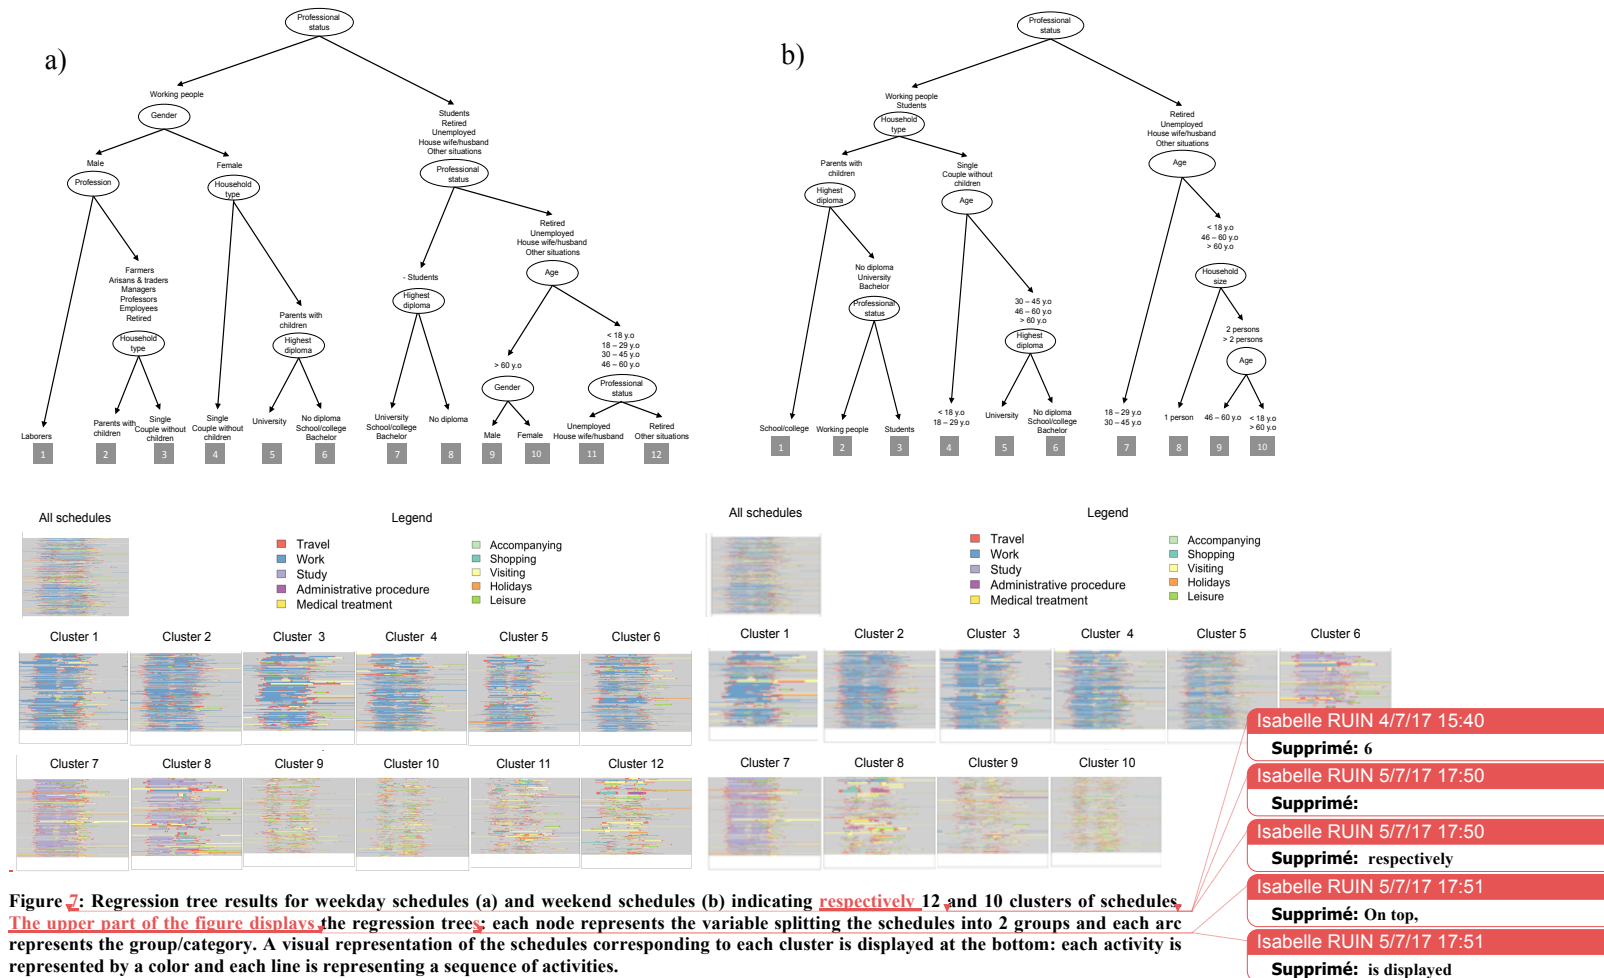 a)
Professional
status
Working people
Gender
Students
Retired
Unemployed
House wife/husband
Other situations
Male
Female
Profession
Household
type
Professional
status
Farmers
Arisans & traders
Managers
Professors
Employees
Retired
Household
type
Parents with
children
Highest
diploma
- Students
Highest
diploma
Retired
Unemployed
House wife/husband
Other situations
Age
> 60 y.o
Gender
< 18 y.o
18 – 29 y.o
30 – 45 y.o
46 – 60 y.o
Professional
status
Laborers
Parents with
children
Single
Couple without
children
Single
Couple without
children
University
No diploma
School/college
Bachelor
University
School/college
Bachelor
No diploma
Male
Female
Unemployed
House wife/husband
Retired
Other situations
1
2
3
4
5
6
7
8
9
10
11
12
b)
Professional
status
Working people
Students
Household
type
Retired
Unemployed
House wife/husband
Other situations
Age
Parents with
children
Highest
diploma
Single
Couple without
children
Age
No diploma
University
Bachelor
Professional
status
30 – 45 y.o
46 – 60 y.o
> 60 y.o
Highest
diploma
< 18 y.o
46 – 60 y.o
> 60 y.o
Household
size
2 persons
> 2 persons
Age
School/college
Working people
Students
< 18 y.o
18 – 29 y.o
University
No diploma
School/college
Bachelor
18 – 29 y.o
30 – 45 y.o
1 person
46 – 60 y.o
< 18 y.o
> 60 y.o
1
2
3
4
5
6
7
8
9
10
All schedules
Legend
Travel
Work
Study
Administrative procedure
Medical treatment
Accompanying
Shopping
Visiting
Holidays
Leisure
Cluster 1
Cluster 2
Cluster 3
Cluster 4
Cluster 5
Cluster 6
Cluster 7
Cluster 8
Cluster 9
Cluster 10
Cluster 11
Cluster 12
All schedules
Legend
Travel
Work
Study
Administrative procedure
Medical treatment
Accompanying
Shopping
Visiting
Holidays
Leisure
Cluster 1
Cluster 2
Cluster 3
Cluster 4
Cluster 5
Cluster 6
Cluster 7
Cluster 8
Cluster 9
Cluster 10
Figure 7: Regression tree results for weekday schedules (a) and weekend schedules (b) indicating respectively 12 and 10 clusters of schedules
The upper part of the figure displays the regression trees: each node represents the variable splitting the schedules into 2 groups and each arc
represents the group/category. A visual representation of the schedules corresponding to each cluster is displayed at the bottom: each activity is
represented by a color and each line is representing a sequence of activities.
Isabelle RUIN 4/7/17 15:40
Supprimé: 6
Isabelle RUIN 5/7/17 17:50
Supprimé:
Isabelle RUIN 5/7/17 17:50
Supprimé: respectively
Isabelle RUIN 5/7/17 17:51
Supprimé: On top,
Isabelle RUIN 5/7/17 17:51
Supprimé: is displayed